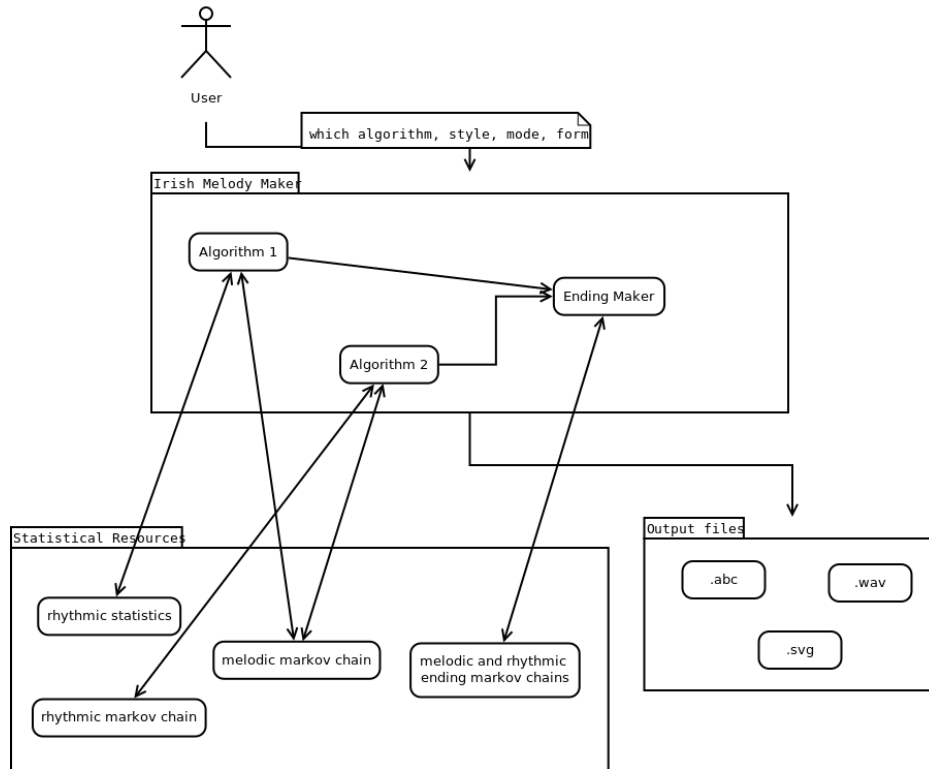 User
which algorithm, style, mode, form
Irish Melody Maker
Algorithm 1
Ending Maker
Algorithm 2
Statistical Resources
Output files
.abc
.wav
rhythmic statistics
.svg
melodic markov chain
melodic and rhythmic
ending markov chains
rhythmic markov chain